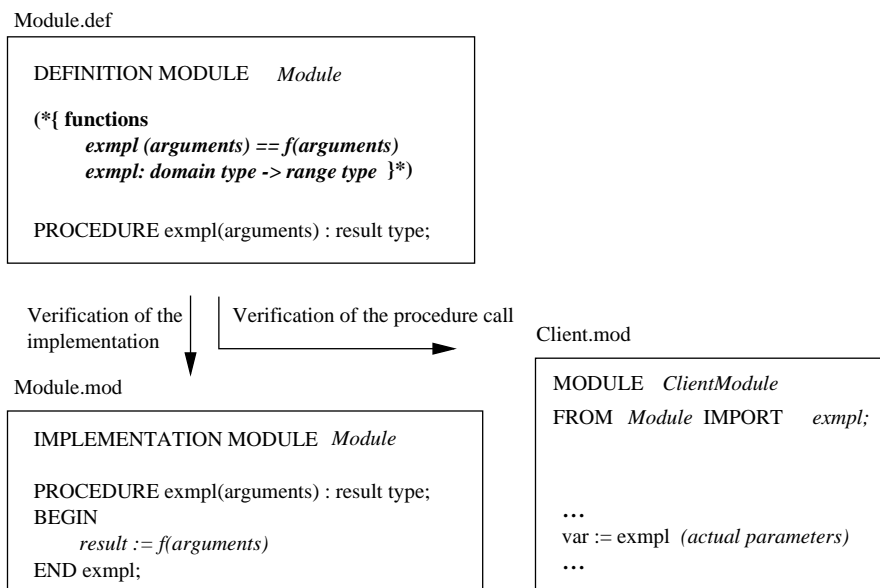 Module.def
DEFINITION MODULE Module
(*{ functions
exmpl (arguments) == f(arguments)
exmpl: domain type -> range type }*)
PROCEDURE exmpl(arguments) : result type;
Verification of the
implementation
Verification of the procedure call
Module.mod
IMPLEMENTATION MODULE Module
PROCEDURE exmpl(arguments) : result type;
BEGIN
result := f(arguments)
END exmpl;
Client.mod
MODULE ClientModule
FROM Module IMPORT exmpl;
...
var := exmpl (actual parameters)
...